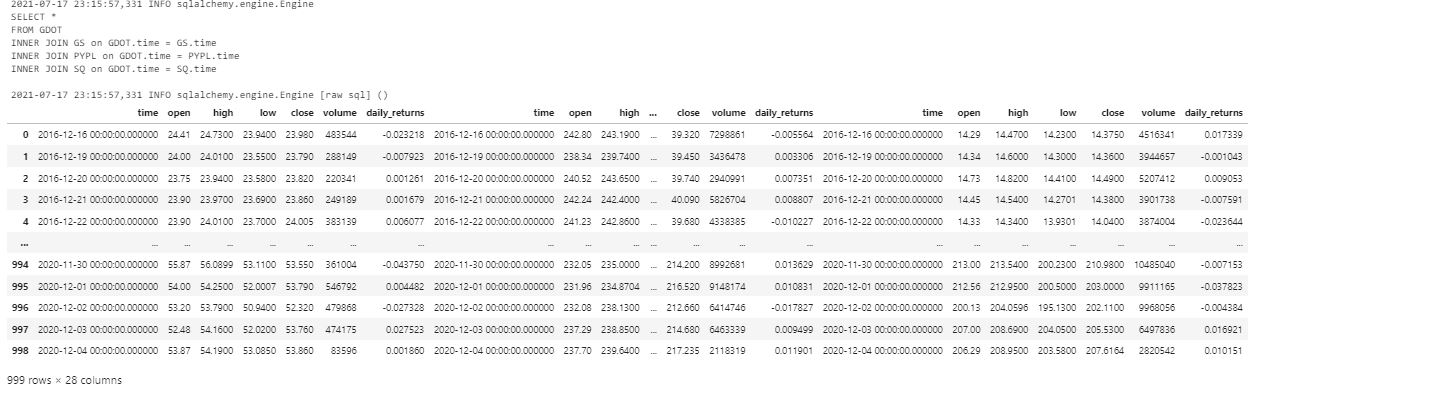 2021-07-17 23:15:57,331 INFO sqlalchemy.engine.Engine
SELECT *
FROM GDOT
INNER JOIN GS on GDOT.time = GS.time
INNER JOIN PYPL on GDOT.time = PYPL.time
INNER JOIN SQ on GDOT.time = SQ.time
2021-07-17 23:15:57,331 INFO sqlalchemy.engine.Engine [raw sql] ()
time open high low close volume daily_returns time open high ... close volume daily_returns time open high low close volume daily_returns
0 2016-12-16 00:00:00.000000 24.41 24.7300 23.9400 23.980 483544 -0.023218 2016-12-16 00:00:00.000000 242.80 243.1900 ... 39.320 7298861 -0.005564 2016-12-16 00:00:00.000000 14.29 14.4700 14.2300 14.3750 4516341 0.017339
1 2016-12-19 00:00:00.000000 24.00 24.0100 23.5500 23.790 288149 -0.007923 2016-12-19 00:00:00.000000 238.34 239.7400 ... 39.450 3436478 0.003306 2016-12-19 00:00:00.000000 14.34 14.6000 14.3000 14.3600 3944657 -0.001043
2 2016-12-20 00:00:00.000000 23.75 23.9400 23.5800 23.820 220341 0.001261 2016-12-20 00:00:00.000000 240.52 243.6500 ... 39.740 2940991 0.007351 2016-12-20 00:00:00.000000 14.73 14.8200 14.4100 14.4900 5207412 0.009053
3 2016-12-21 00:00:00.000000 23.90 23.9700 23.6900 23.860 249189 0.001679 2016-12-21 00:00:00.000000 242.24 242.4000 ... 40.090 5826704 0.008807 2016-12-21 00:00:00.000000 14.45 14.5400 14.2701 14.3800 3901738 -0.007591
4 2016-12-22 00:00:00.000000 23.90 24.0100 23.7000 24.005 383139 0.006077 2016-12-22 00:00:00.000000 241.23 242.8600 ... 39.680 4338385 -0.010227 2016-12-22 00:00:00.000000 14.33 14.3400 13.9301 14.0400 3874004 -0.023644
... ... ... ... ... ... ... ... ... ... ... ... ... ... ... ... ... ... ... ... ... ...
994 2020-11-30 00:00:00.000000 55.87 56.0899 53.1100 53.550 361004 -0.043750 2020-11-30 00:00:00.000000 232.05 235.0000 ... 214.200 8992681 0.013629 2020-11-30 00:00:00.000000 213.00 213.5400 200.2300 210.9800 10485040 -0.007153
995 2020-12-01 00:00:00.000000 54.00 54.2500 52.0007 53.790 546792 0.004482 2020-12-01 00:00:00.000000 231.96 234.8704 ... 216.520 9148174 0.010831 2020-12-01 00:00:00.000000 212.56 212.9500 200.5000 203.0000 9911165 -0.037823
996 2020-12-02 00:00:00.000000 53.20 53.7900 50.9400 52.320 479868 -0.027328 2020-12-02 00:00:00.000000 232.08 238.1300 ... 212.660 6414746 -0.017827 2020-12-02 00:00:00.000000 200.13 204.0596 195.1300 202.1100 9968056 -0.004384
997 2020-12-03 00:00:00.000000 52.48 54.1600 52.0200 53.760 474175 0.027523 2020-12-03 00:00:00.000000 237.29 238.8500 ... 214.680 6463339 0.009499 2020-12-03 00:00:00.000000 207.00 208.6900 204.0500 205.5300 6497836 0.016921
998 2020-12-04 00:00:00.000000 53.87 54.1900 53.0850 53.860 83596 0.001860 2020-12-04 00:00:00.000000 237.70 239.6400 ... 217.235 2118319 0.011901 2020-12-04 00:00:00.000000 206.29 208.9500 203.5800 207.6164 2820542 0.010151
999 rows × 28 columns